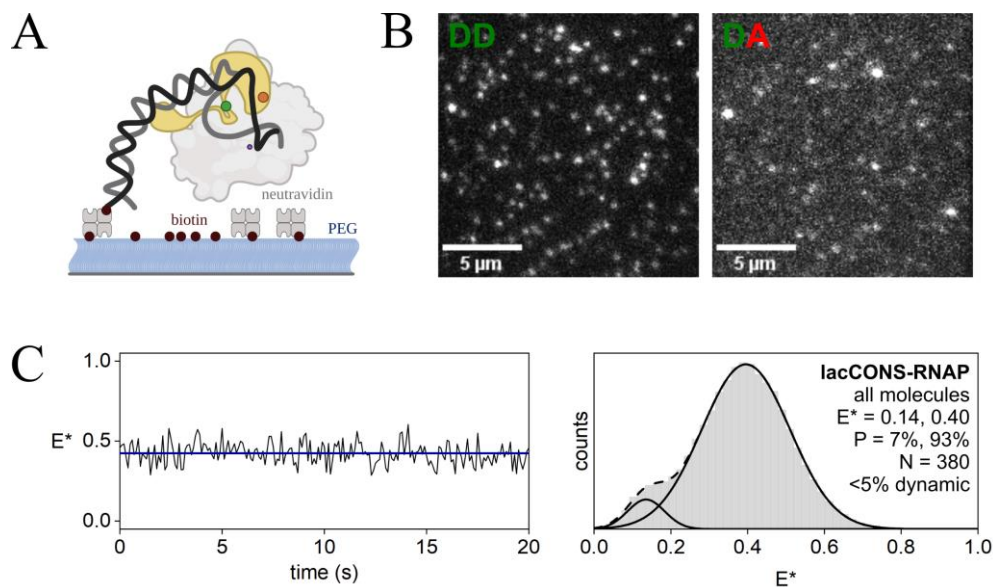 A
neutravidin
biotin
PEG
B
DD
5 µm
DA
5 µm
C
1.0
E*
0.5
0.0
0
5
10
15
20
time (s)
counts
lacCONS-RNAP
all molecules
E* = 0.14, 0.40
P = 7%, 93%
N = 380
<5% dynamic
0.0
0.2
0.4
0.6
0.8
1.0
E*